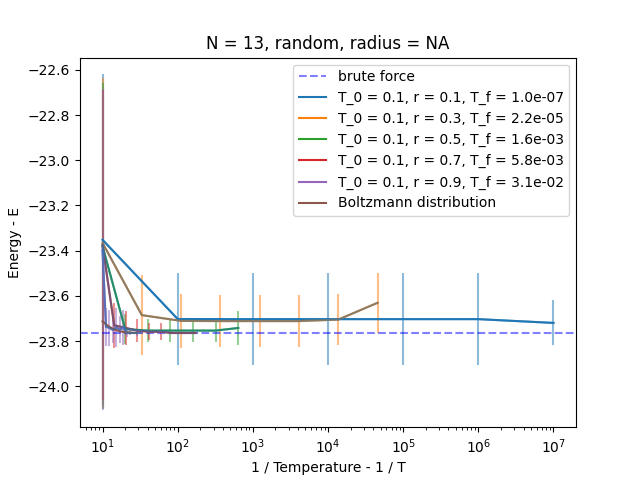 N = 13, random, radius = NA
Energy - E
−22.6
−22.8
−23.0
−23.2
−23.4
−23.6
−23.8
−24.0
brute force
T_0 = 0.1, r = 0.1, T_f = 1.0e-07
T_0 = 0.1, r = 0.3, T_f = 2.2e-05
T_0 = 0.1, r = 0.5, T_f = 1.6e-03
T_0 = 0.1, r = 0.7, T_f = 5.8e-03
T_0 = 0.1, r = 0.9, T_f = 3.1e-02
Boltzmann distribution
10¹ 10² 10³ 10⁴ 10⁵ 10⁶ 10⁷
1 / Temperature - 1 / T